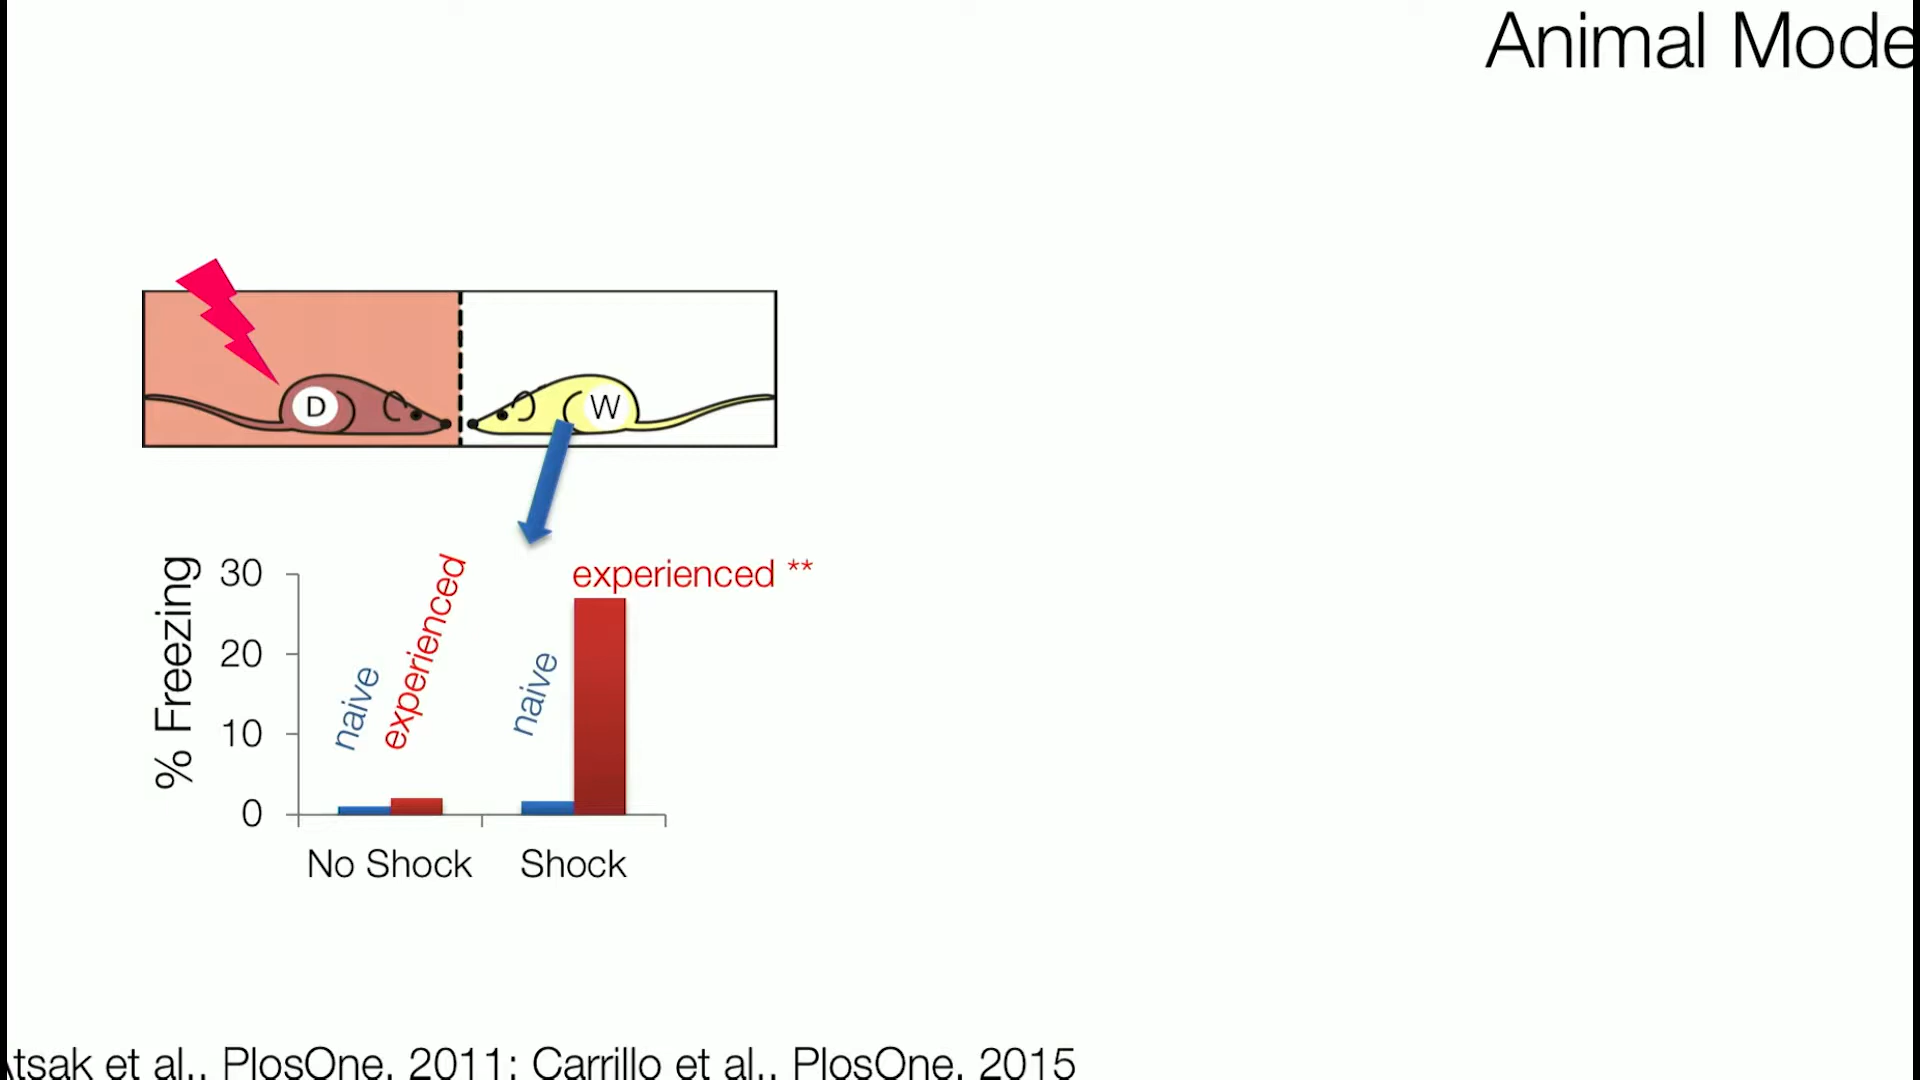 Animal Mode
D
W
% Freezing
30
20
10
0
naive
experienced
naive
experienced **
No Shock
Shock
Atsak et al., PlosOne, 2011; Carrillo et al., PlosOne, 2015